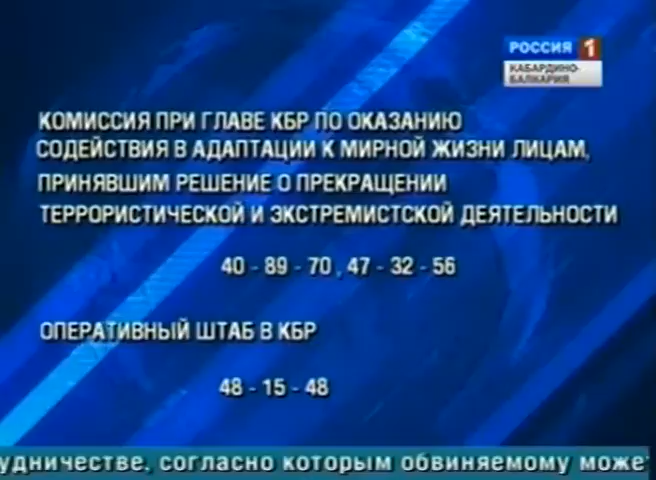 РОССИЯ 1
КАБАРДИНО-
БАЛКАРИЯ
КОМИССИЯ ПРИ ГЛАВЕ КБР ПО ОКАЗАНИЮ
СОДЕЙСТВИЯ В АДАПТАЦИИ К МИРНОЙ ЖИЗНИ ЛИЦАМ,
ПРИНЯВШИМ РЕШЕНИЕ О ПРЕКРАЩЕНИИ
ТЕРРОРИСТИЧЕСКОЙ И ЭКСТРЕМИСТСКОЙ ДЕЯТЕЛЬНОСТИ
40 - 89 - 70 , 47 - 32 - 56
ОПЕРАТИВНЫЙ ШТАБ В КБР
48 - 15 - 48
удничестве, согласно которым обвиняемому може